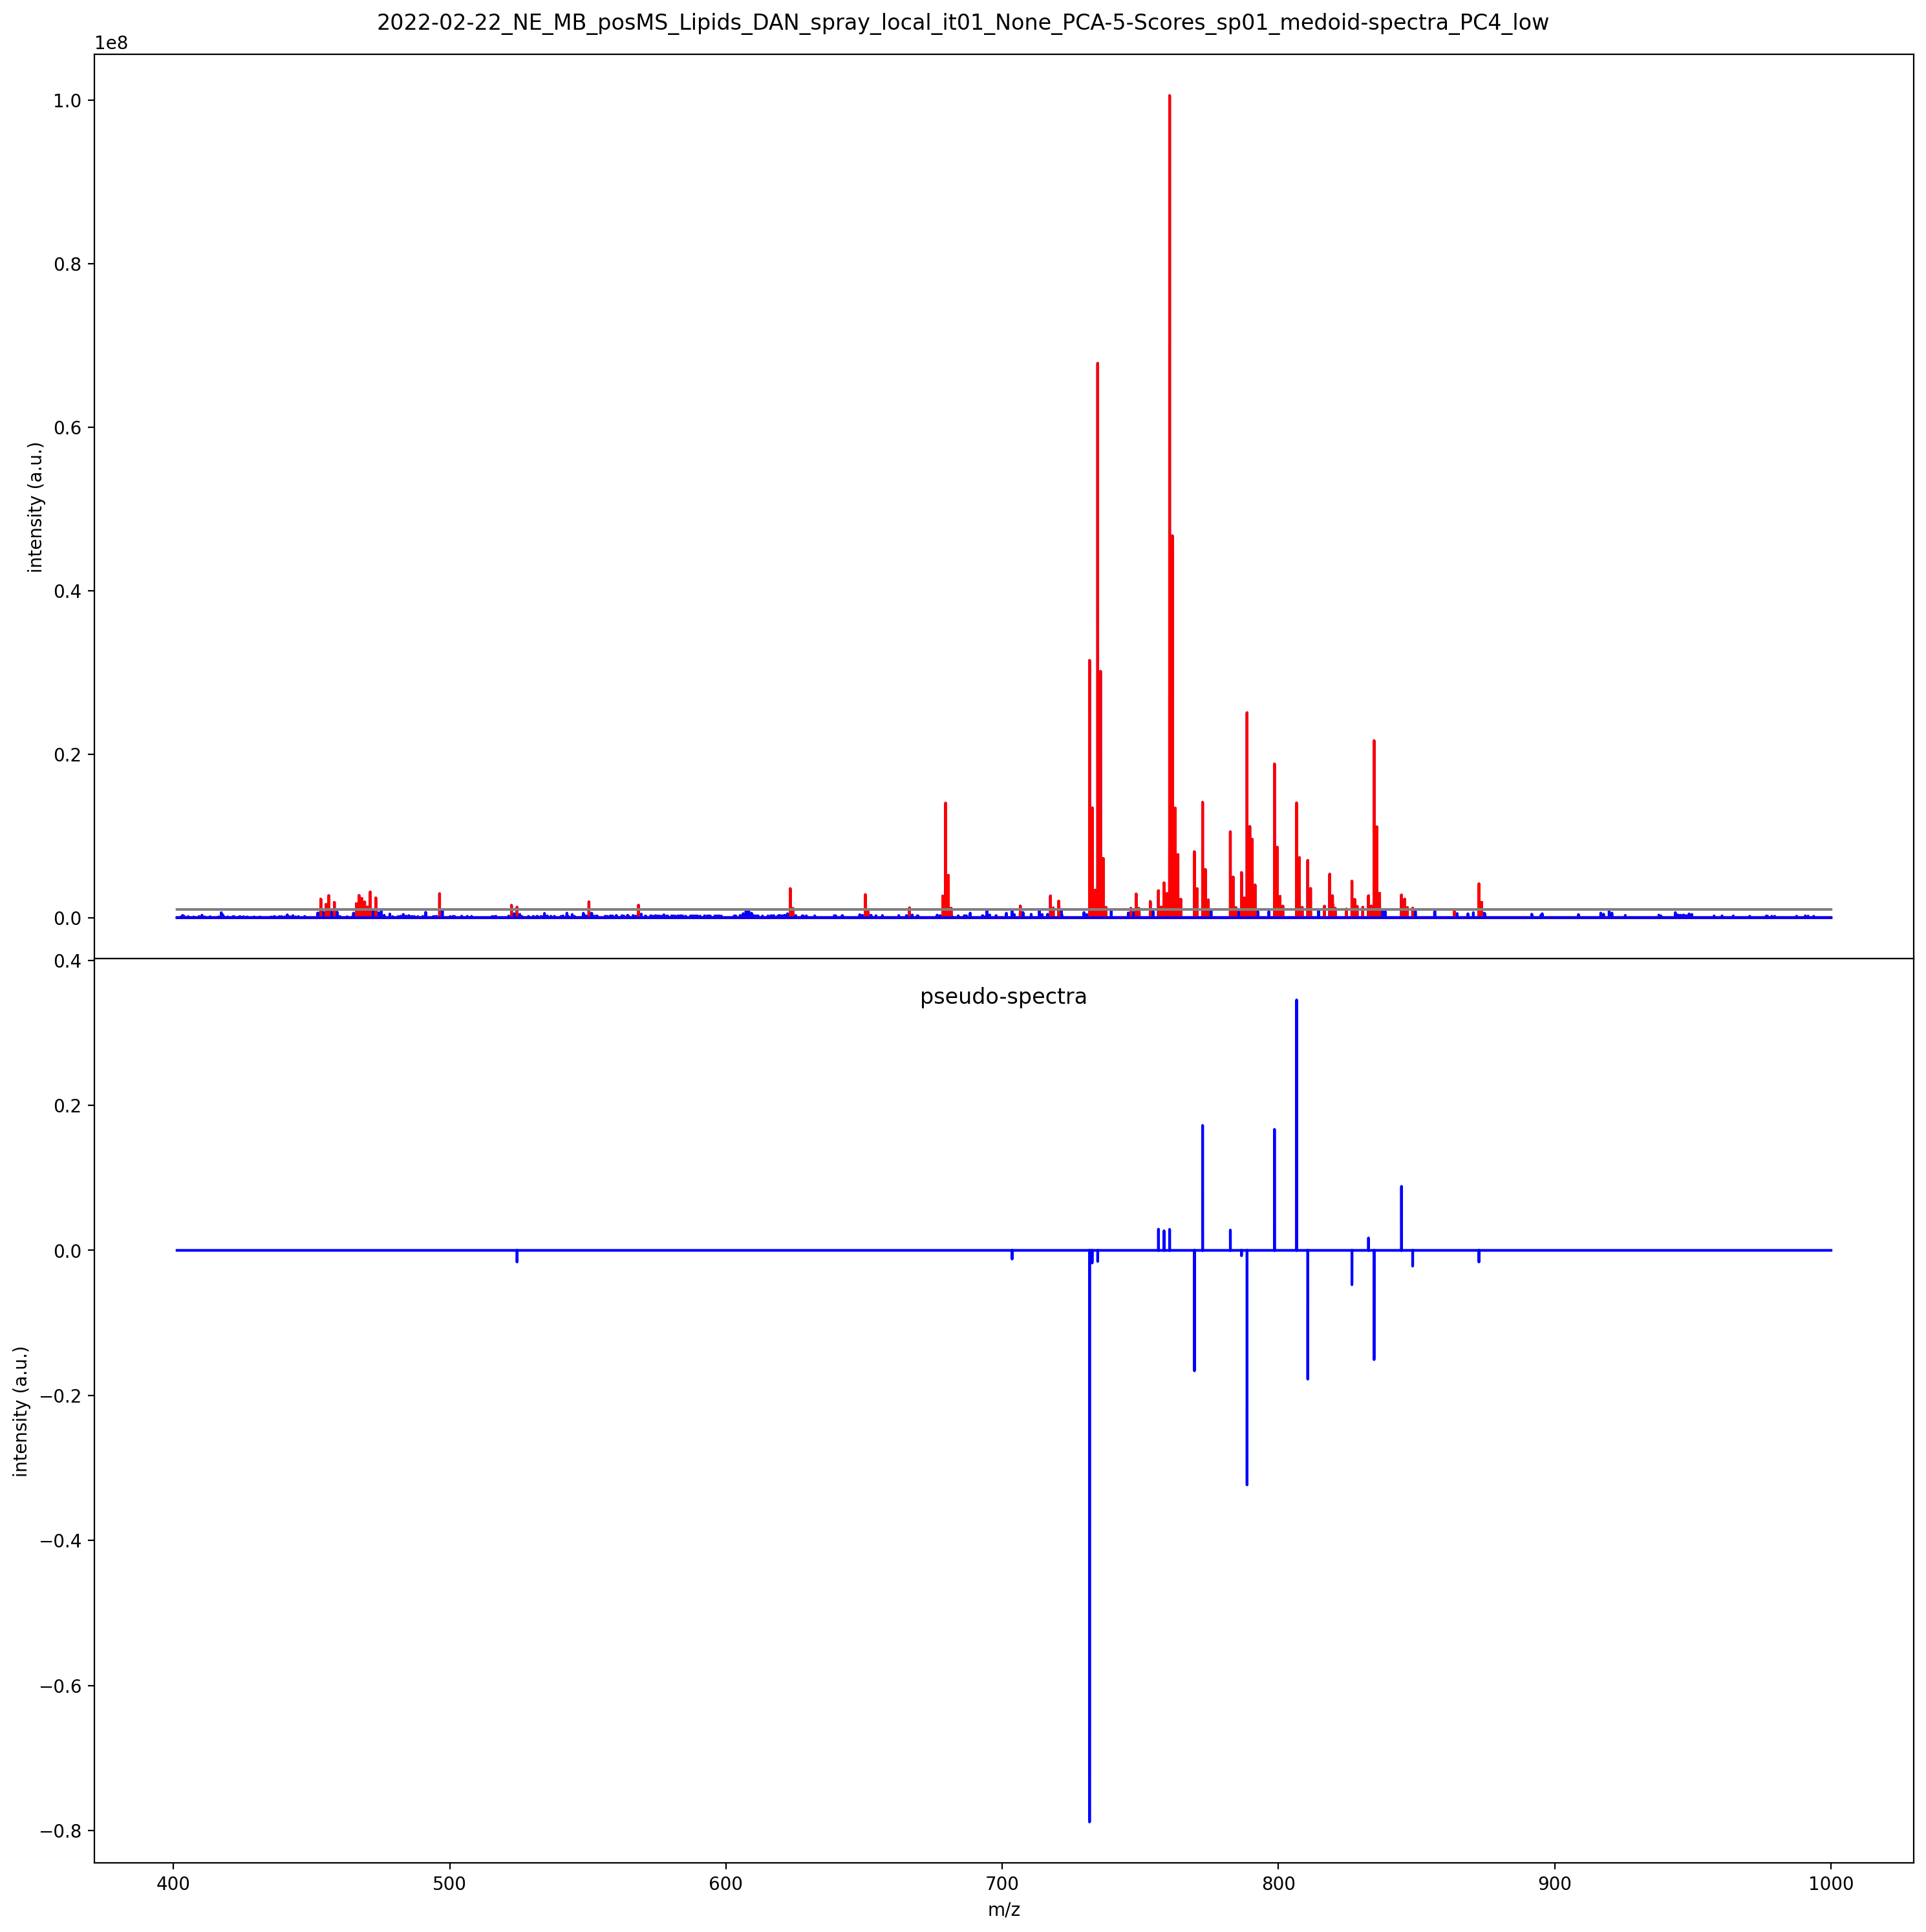 2022-02-22_NE_MB_posMS_Lipids_DAN_spray_local_it01_None_PCA-5-Scores_sp01_medoid-spectra_PC4_low
1e8
1.0
0.8
0.6
0.4
0.2
0.0
intensity (a.u.)
pseudo-spectra
0.4
0.2
0.0
−0.2
−0.4
−0.6
−0.8
intensity (a.u.)
400 500 600 700 800 900 1000
m/z